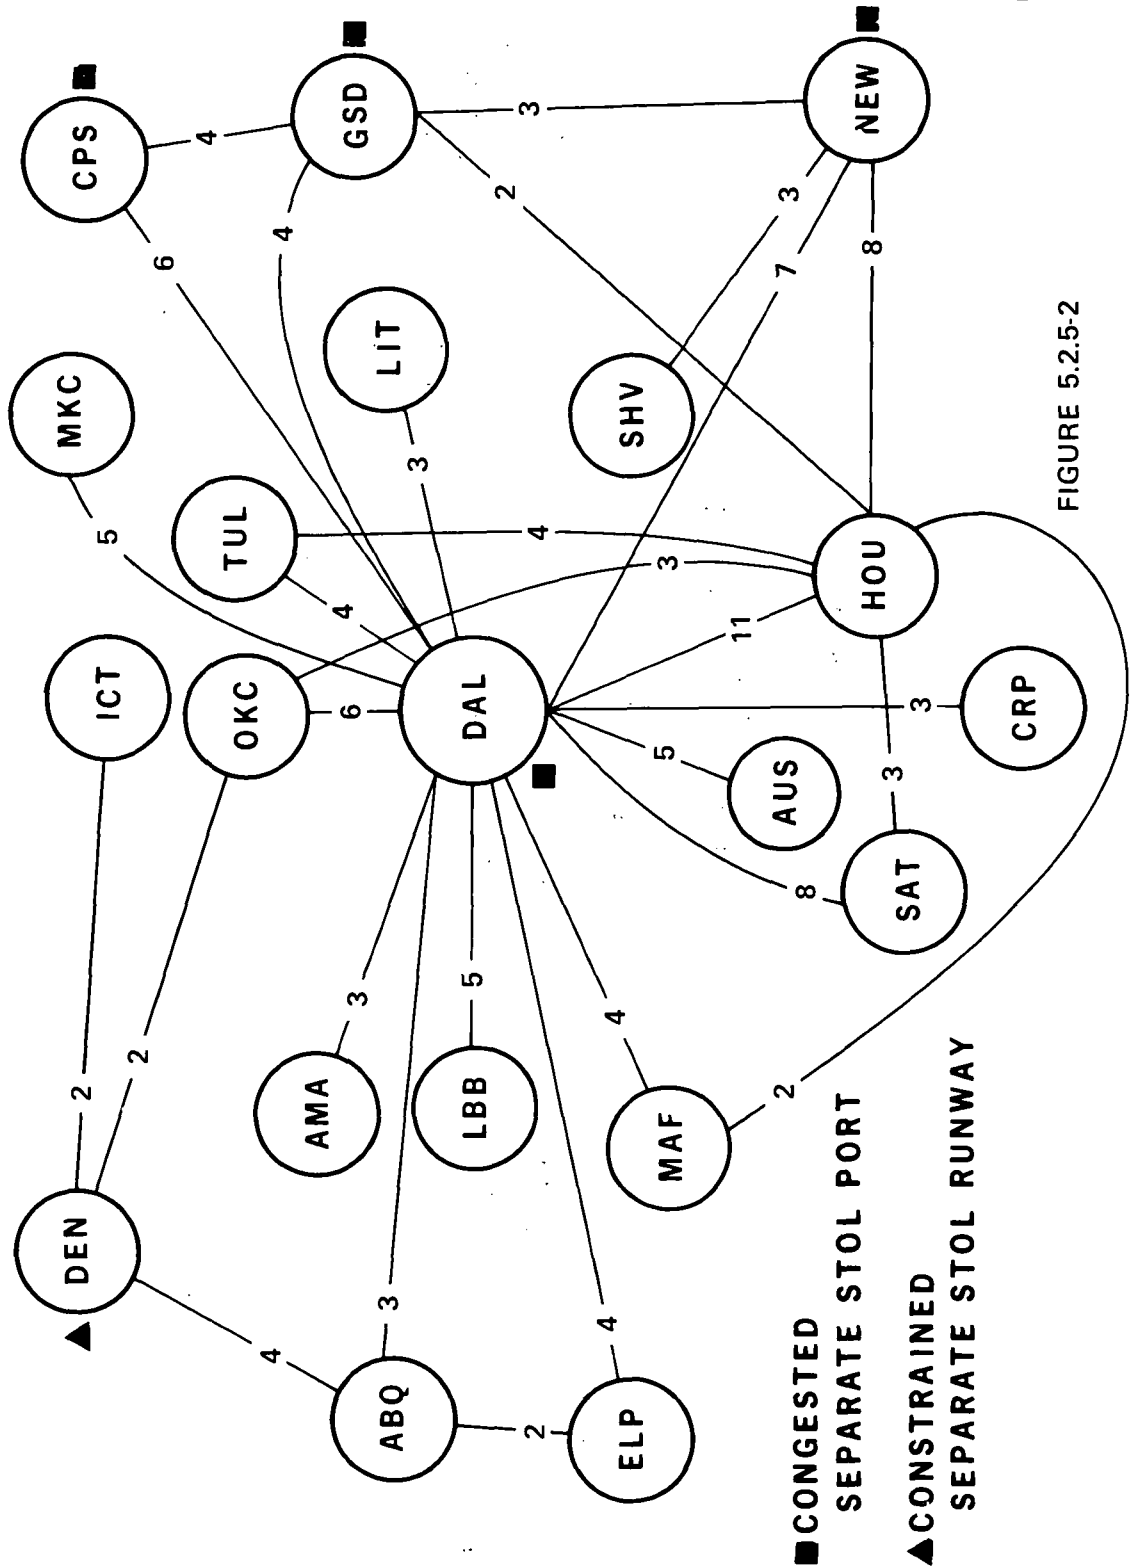 DEN
ICT
MKC
CPS
2
5
2
6
4
OKC
TUL
4
4
AMA
3
6
4
GSD
ABQ
3
LIT
3
LBB
5
DAL
2
4
2
3
ELP
4
4
SHV
MAF
5
3
2
11
7
3
AUS
8
HOU
8
NEW
SAT
3
3
CRP
CONGESTED
SEPARATE STOL PORT
CONSTRAINED
SEPARATE STOL RUNWAY
FIGURE 5.2.5-2